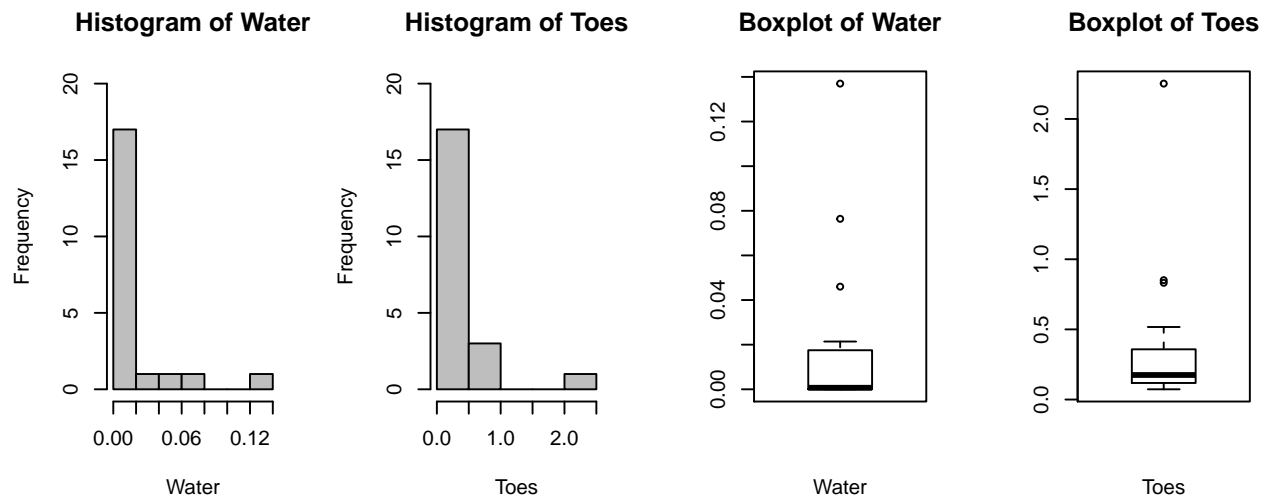 Histogram of Water
Frequency
20
15
10
5
0
0.00 0.06 0.12
Water
Histogram of Toes
Frequency
20
15
10
5
0
0.0 1.0 2.0
Toes
Boxplot of Water
0.12
0.08
0.04
0.00
Water
Boxplot of Toes
2.0
1.5
1.0
0.5
0.0
Toes